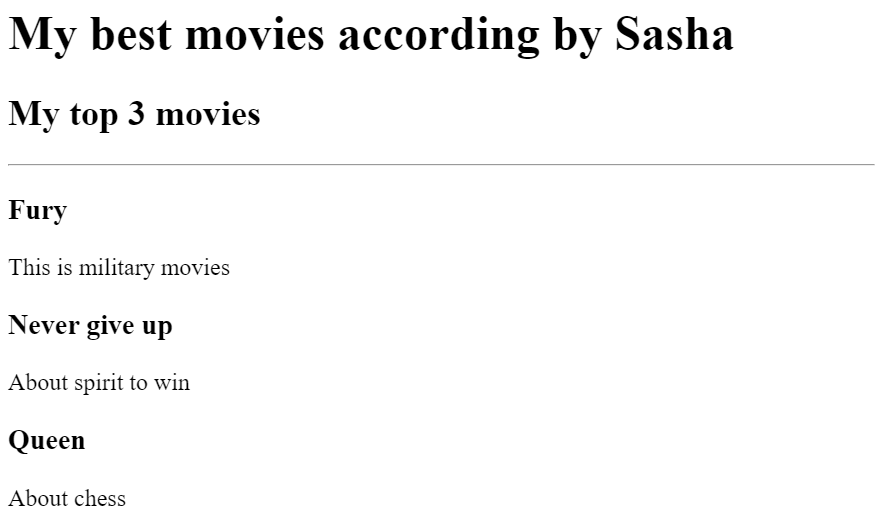 My best movies according by Sasha
My top 3 movies
Fury
This is military movies
Never give up
About spirit to win
Queen
About chess